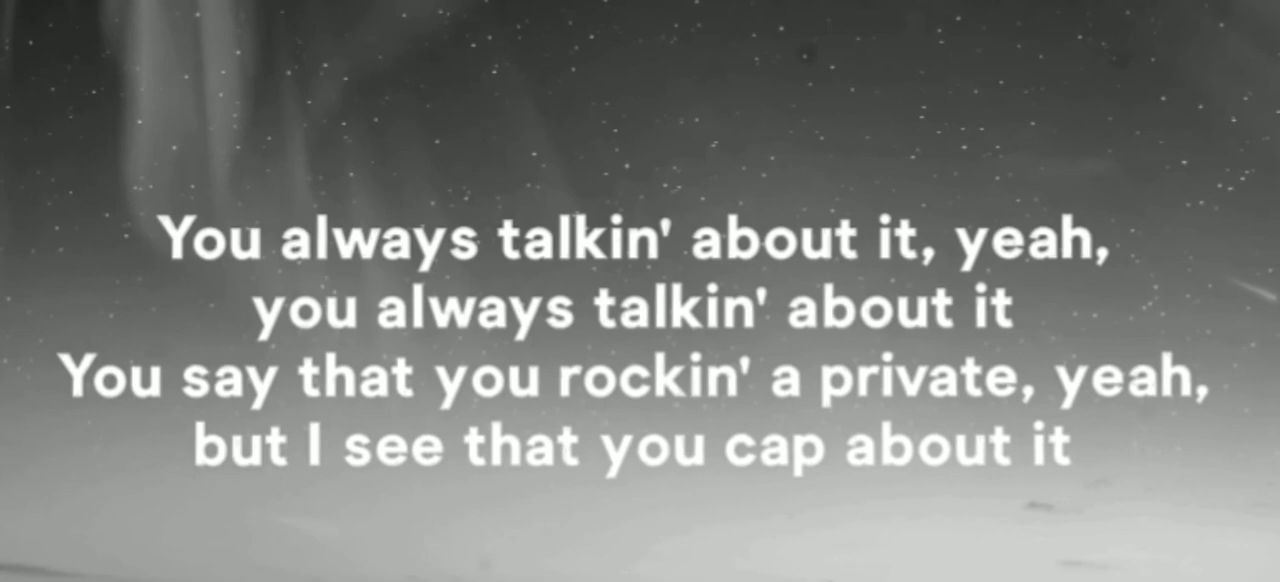 You always talkin' about it, yeah,
you always talkin' about it
You say that you rockin' a private, yeah,
but I see that you cap about it